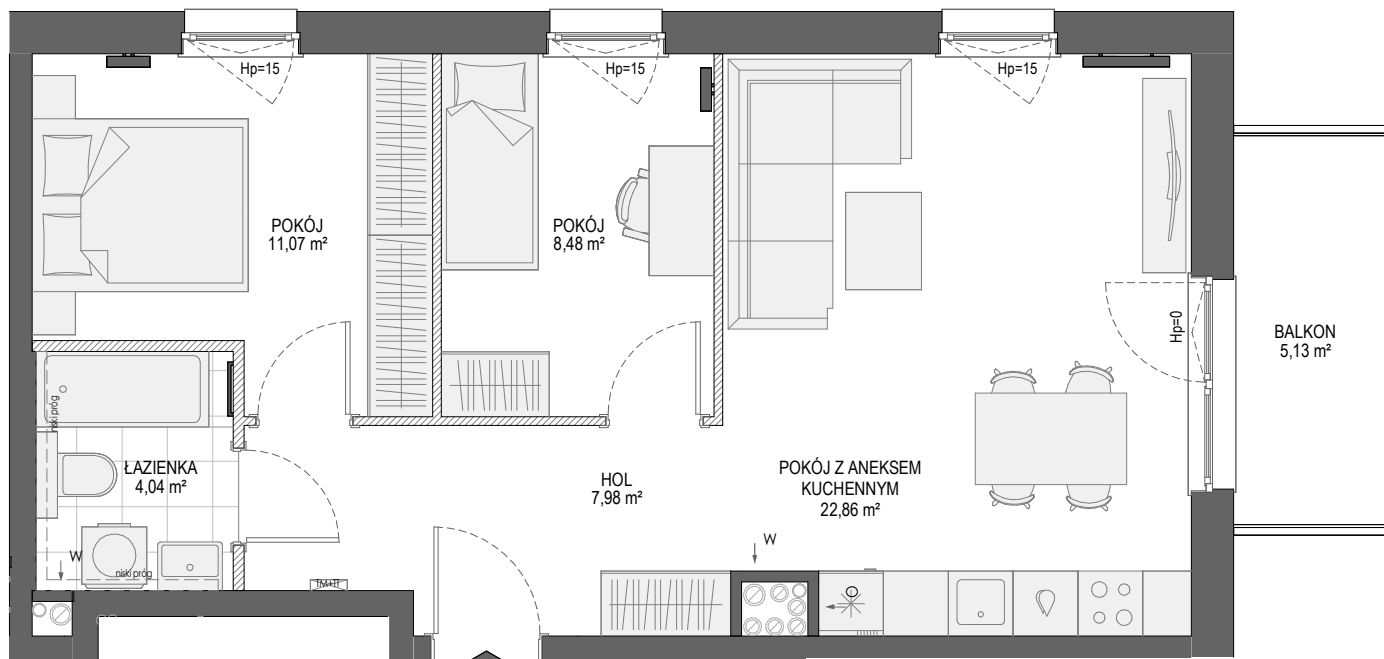 Hp=15
Hp=15
Hp=15
POKÓJ
11,07 m²
POKÓJ
8,48 m²
Hp=0
BALKON
5,13 m²
niski próg
ŁAZIENKA
4,04 m²
HOL
7,98 m²
POKÓJ Z ANEKSEM
KUCHENNYM
22,86 m²
W
niski próg
W